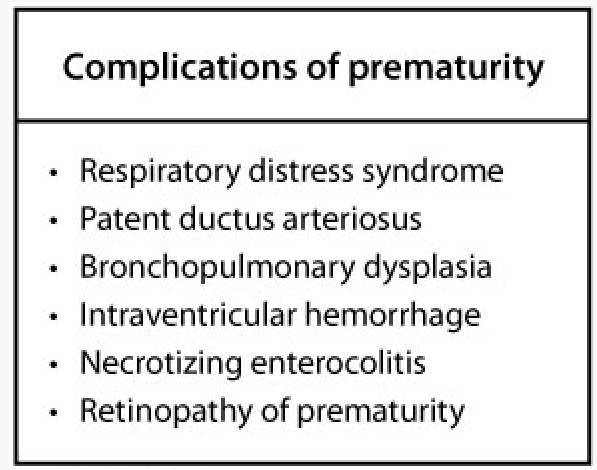 Complications of prematurity
• Respiratory distress syndrome
• Patent ductus arteriosus
• Bronchopulmonary dysplasia
• Intraventricular hemorrhage
• Necrotizing enterocolitis
• Retinopathy of prematurity